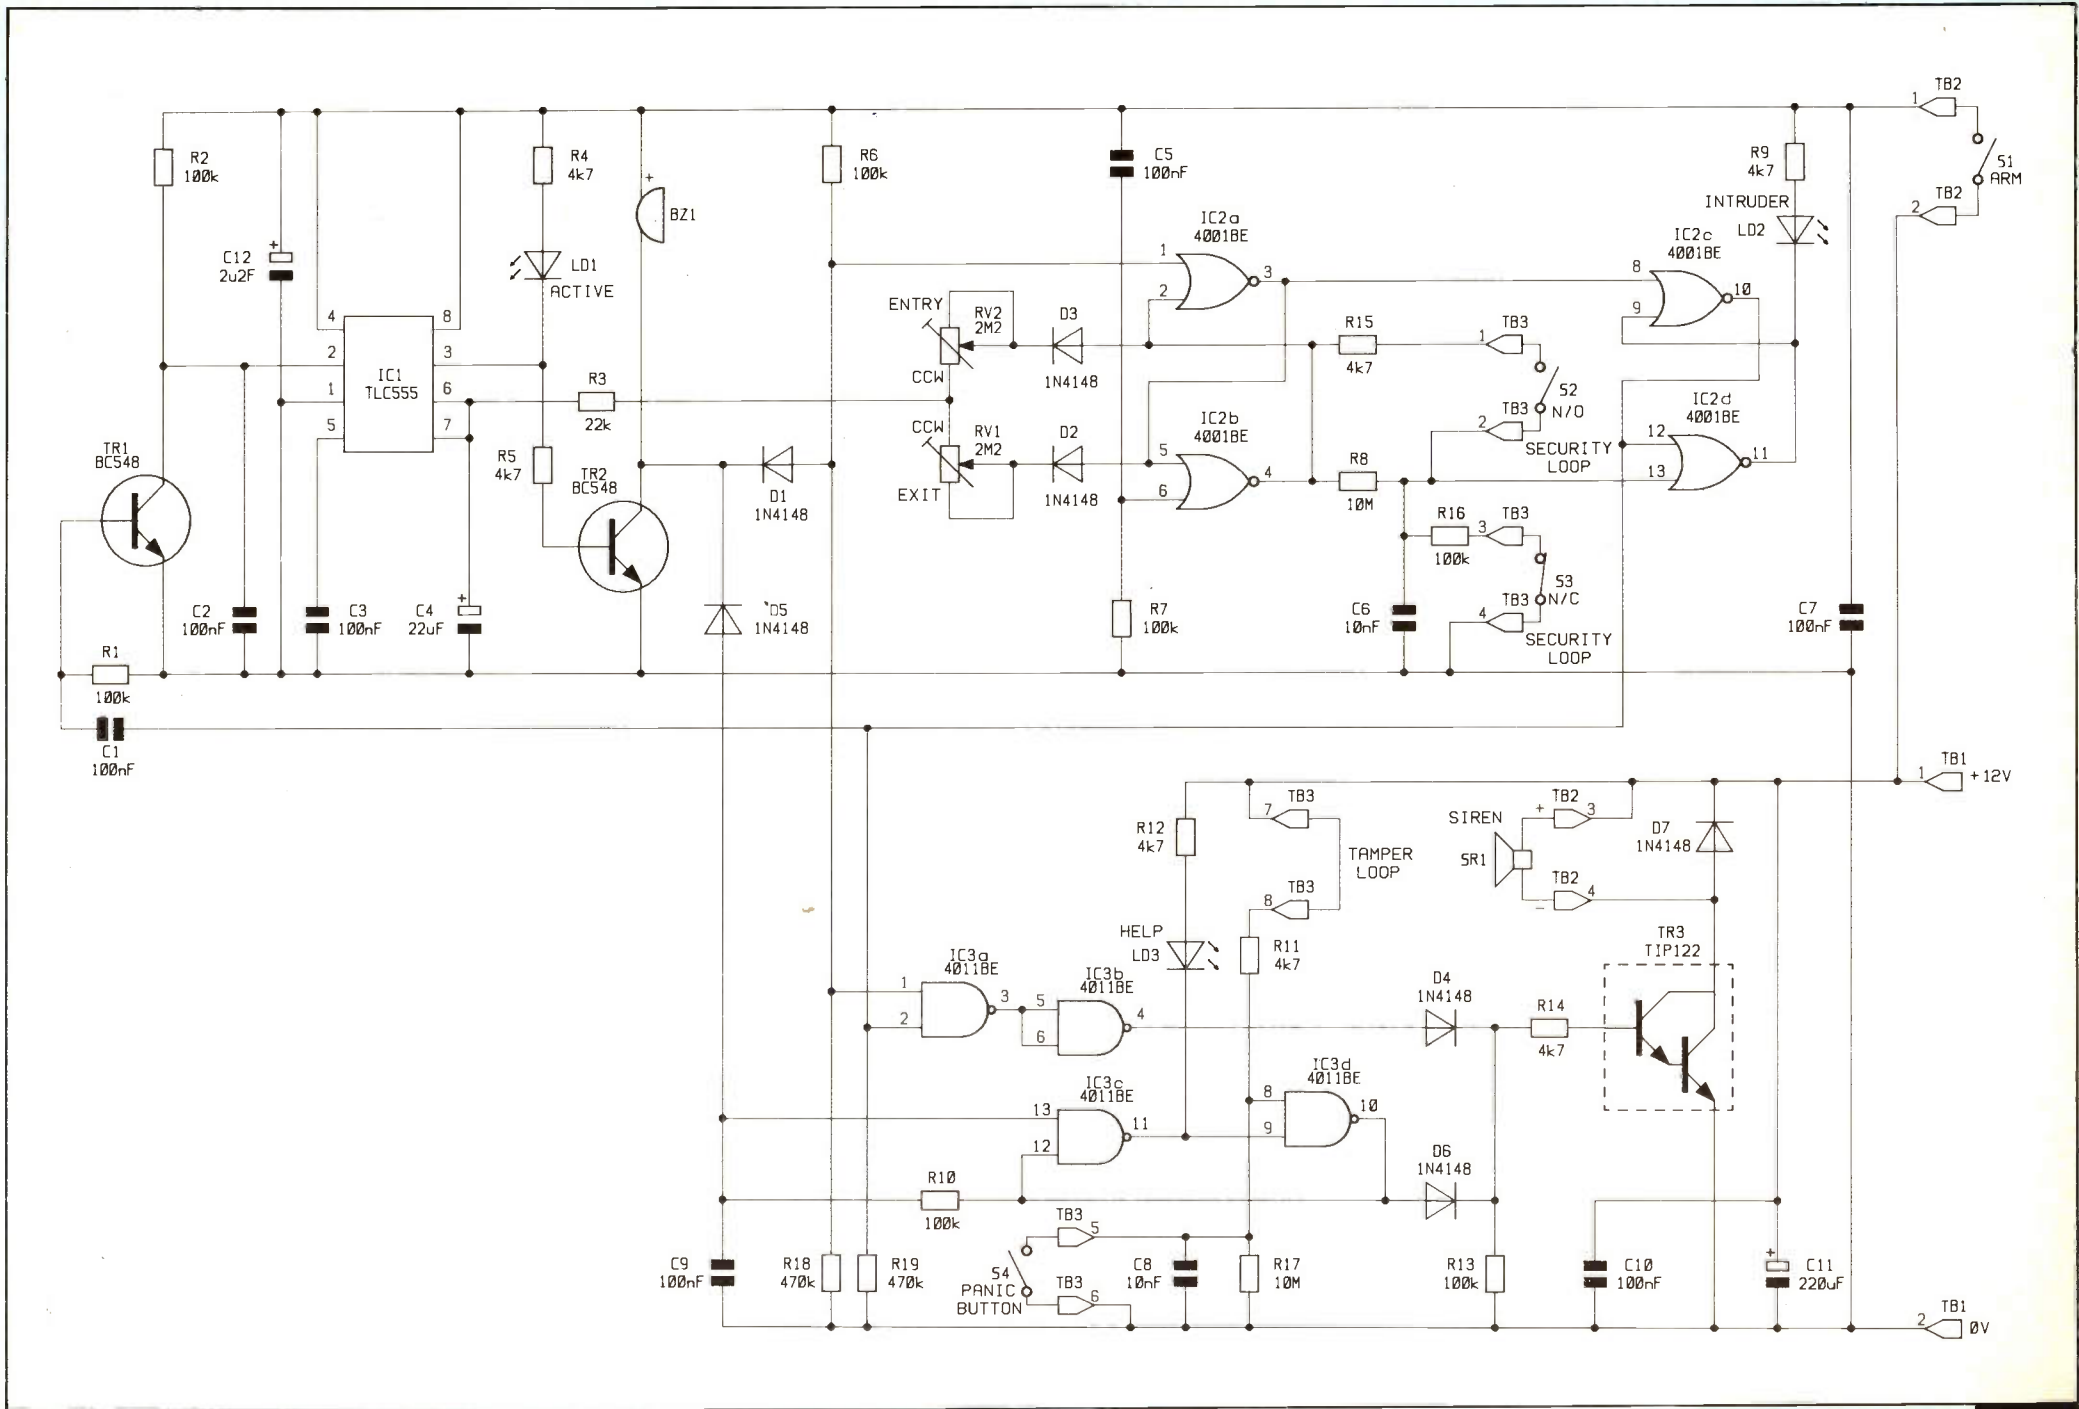 TB2
1
S1
ARM
TB2
2
R2
100k
R4
4k7
+
BZ1
R6
100k
C5
100nF
R9
4k7
INTRUDER
LD2
IC2a
4001BE
1
2
3
IC2c
4001BE
8
9
10
+
C12
2u2F
LD1
ACTIVE
ENTRY
RV2
2M2
CCW
D3
1N4148
R15
4k7
TB3
1
S2
N/O
TB3
2
SECURITY
LOOP
4
8
2
3
1
6
5
7
IC1
TLC555
R3
22k
CCW
RV1
2M2
EXIT
D2
1N4148
IC2b
4001BE
5
6
4
R8
10M
IC2d
4001BE
12
13
11
TR1
BC548
R5
4k7
TR2
BC548
D1
1N4148
R16
100k
TB3
3
S3
N/C
TB3
4
SECURITY
LOOP
C2
100nF
C3
100nF
+
C4
22uF
D5
1N4148
R7
100k
C6
10nF
C7
100nF
R1
100k
C1
100nF
TB1
1
+12V
R12
4k7
TB3
7
TAMPER
LOOP
TB3
8
SIREN
SR1
+
TB2
3
TB2
4
–
D7
1N4148
HELP
LD3
R11
4k7
TR3
TIP122
IC3a
4011BE
1
2
3
IC3b
4011BE
5
6
4
D4
1N4148
R14
4k7
IC3c
4011BE
13
12
11
IC3d
4011BE
8
9
10
D6
1N4148
R10
100k
C9
100nF
R18
470k
R19
470k
TB3
5
S4
PANIC
BUTTON
TB3
6
C8
10nF
R17
10M
R13
100k
C10
100nF
+
C11
220uF
TB1
2
0V